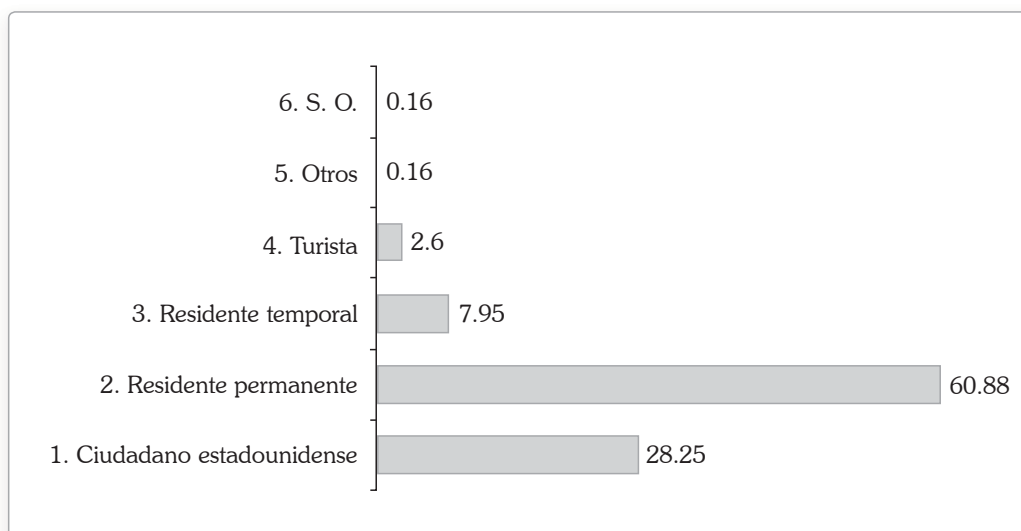 6. S. O. 0.16
5. Otros 0.16
4. Turista 2.6
3. Residente temporal 7.95
2. Residente permanente 60.88
1. Ciudadano estadounidense 28.25